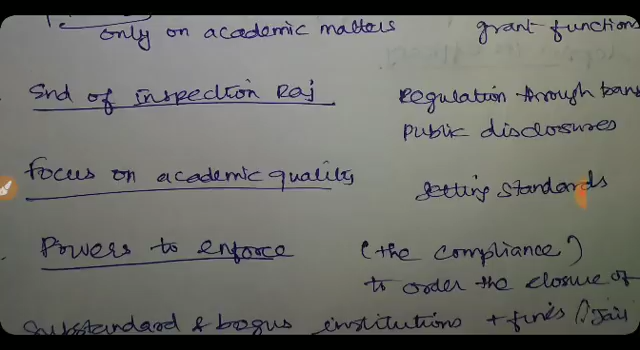 only on academic matters grant function
End of inspection Raj Regulation through
public disclosures
Focus on academic quality setting standards
Powers to enforce (the compliance)
to order the closure of
substandard & bogus institutions + fines